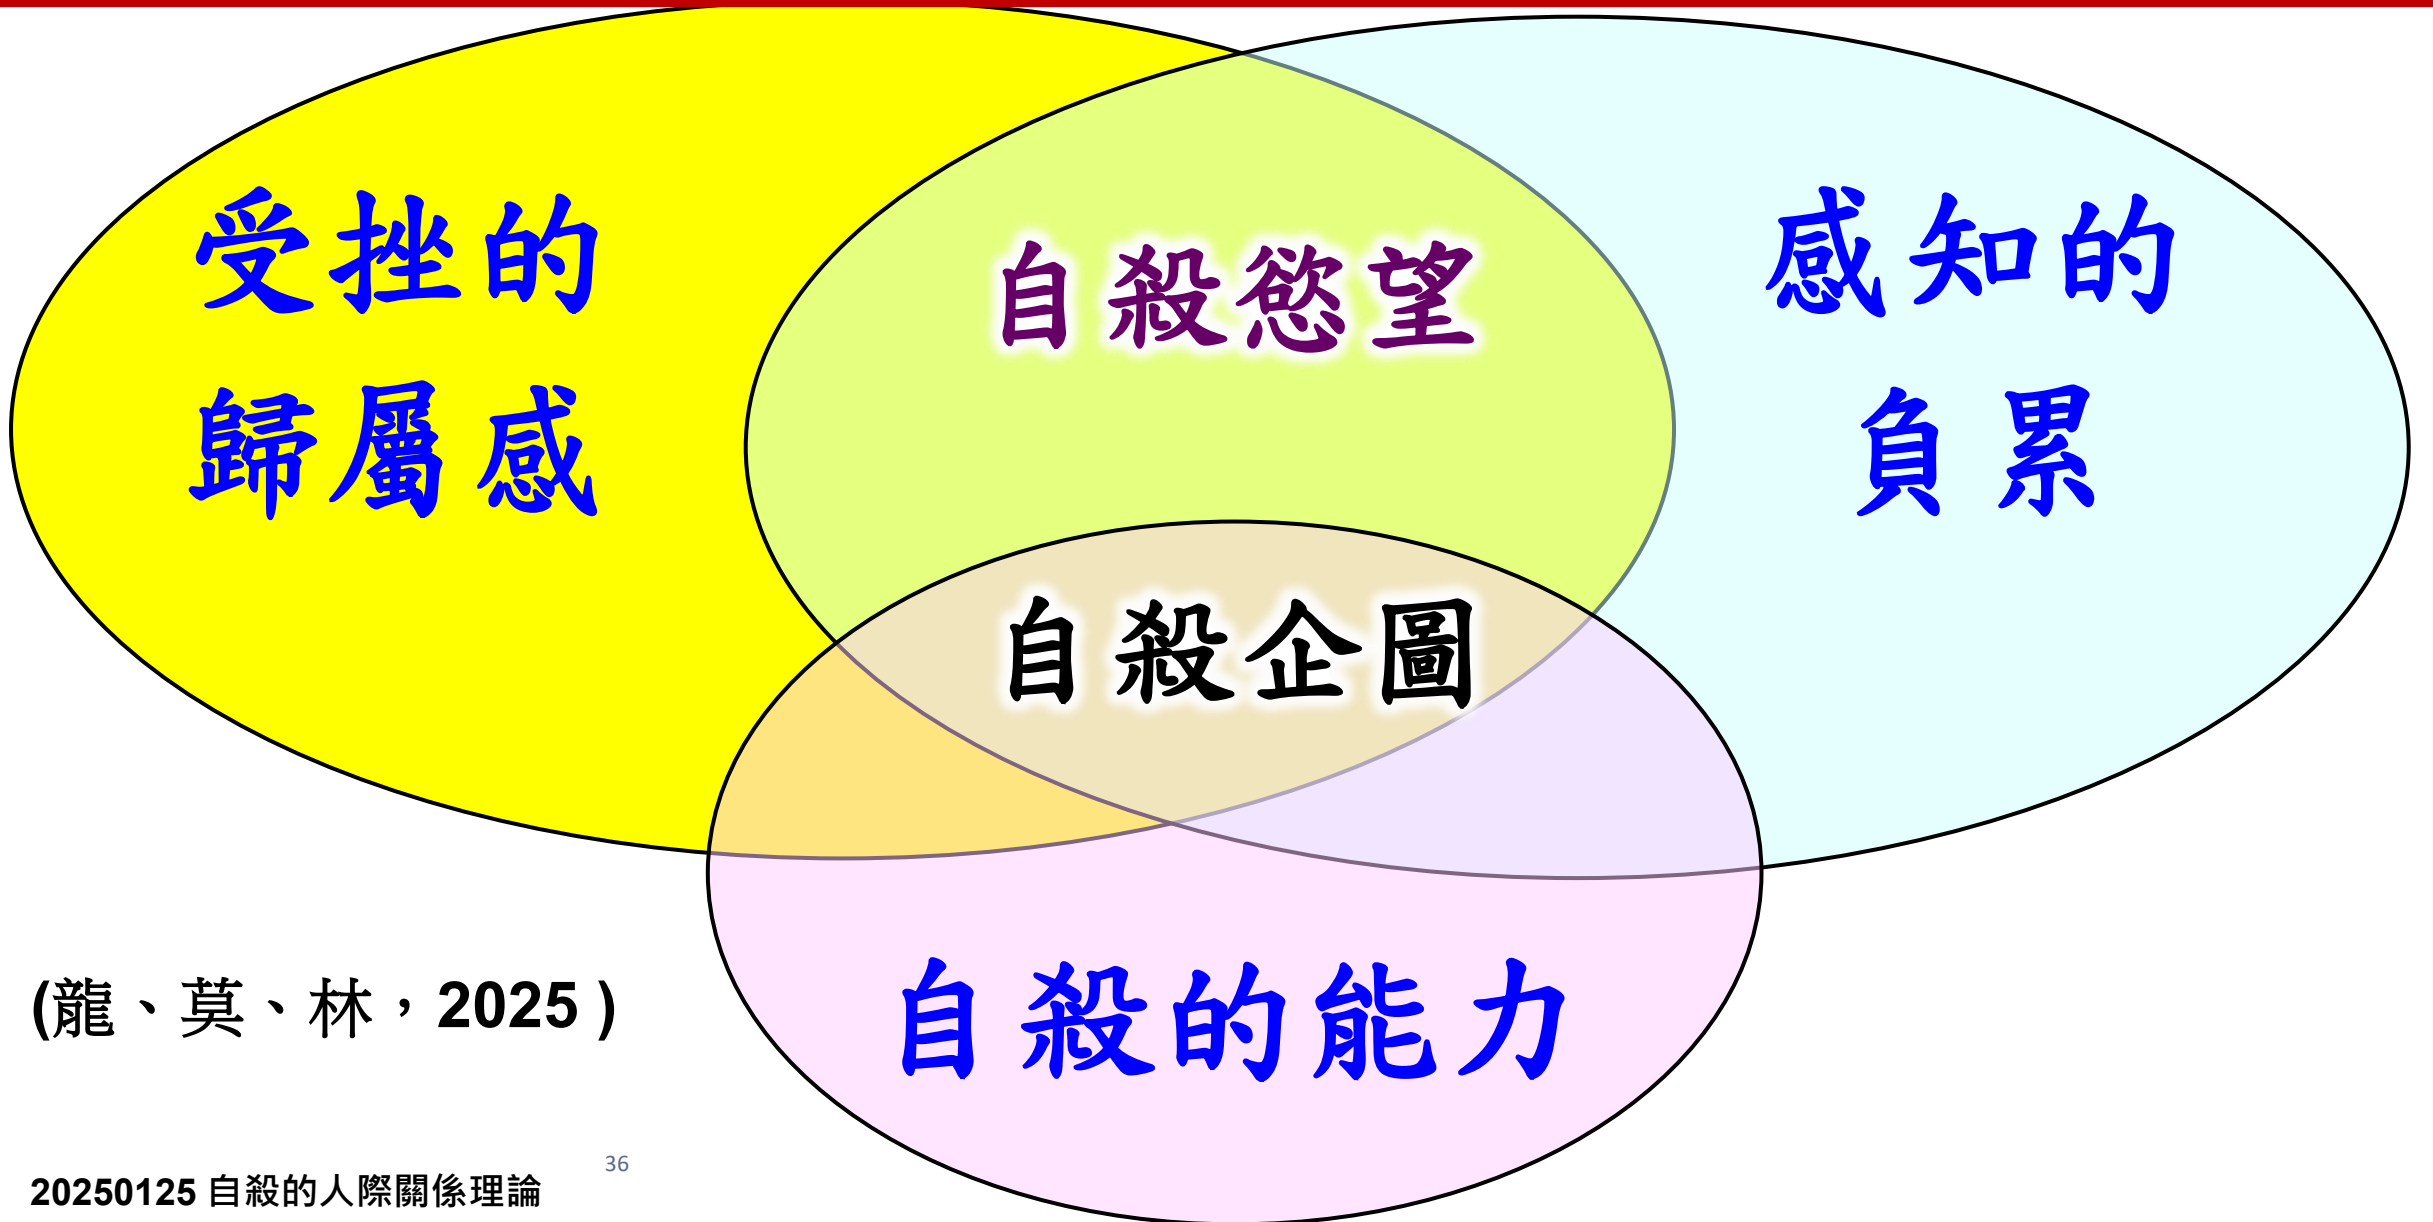 受挫的
歸屬感
自殺慾望
感知的
負累
自殺企圖
自殺的能力
(龍、莫、林，2025 )
20250125 自殺的人際關係理論
36